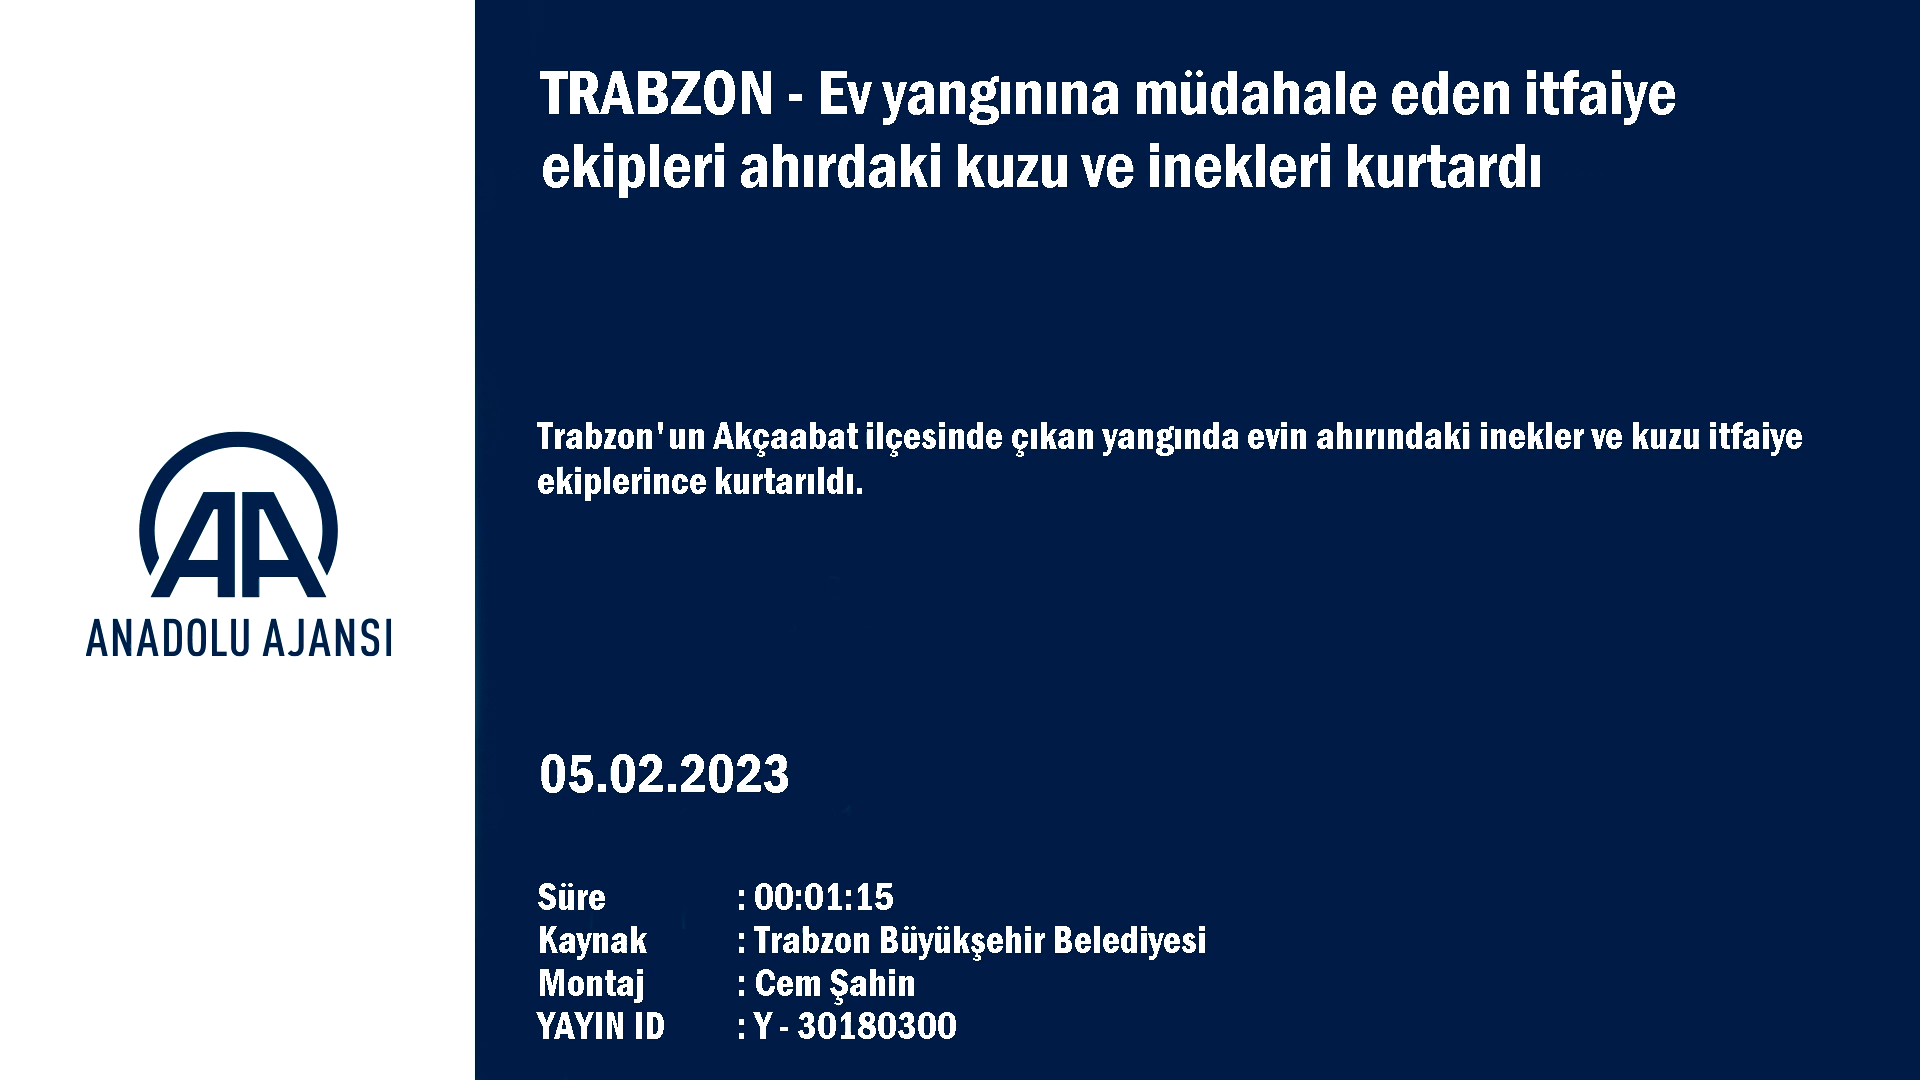 TRABZON - Ev yangınına müdahale eden itfaiye
ekipleri ahırdaki kuzu ve inekleri kurtardı
Trabzon'un Akçaabat ilçesinde çıkan yangında evin ahırındaki inekler ve kuzu itfaiye
ekiplerince kurtarıldı.
AA
ANADOLU AJANSI
05.02.2023
Süre : 00:01:15
Kaynak : Trabzon Büyükşehir Belediyesi
Montaj : Cem Şahin
YAYIN ID : Y - 30180300